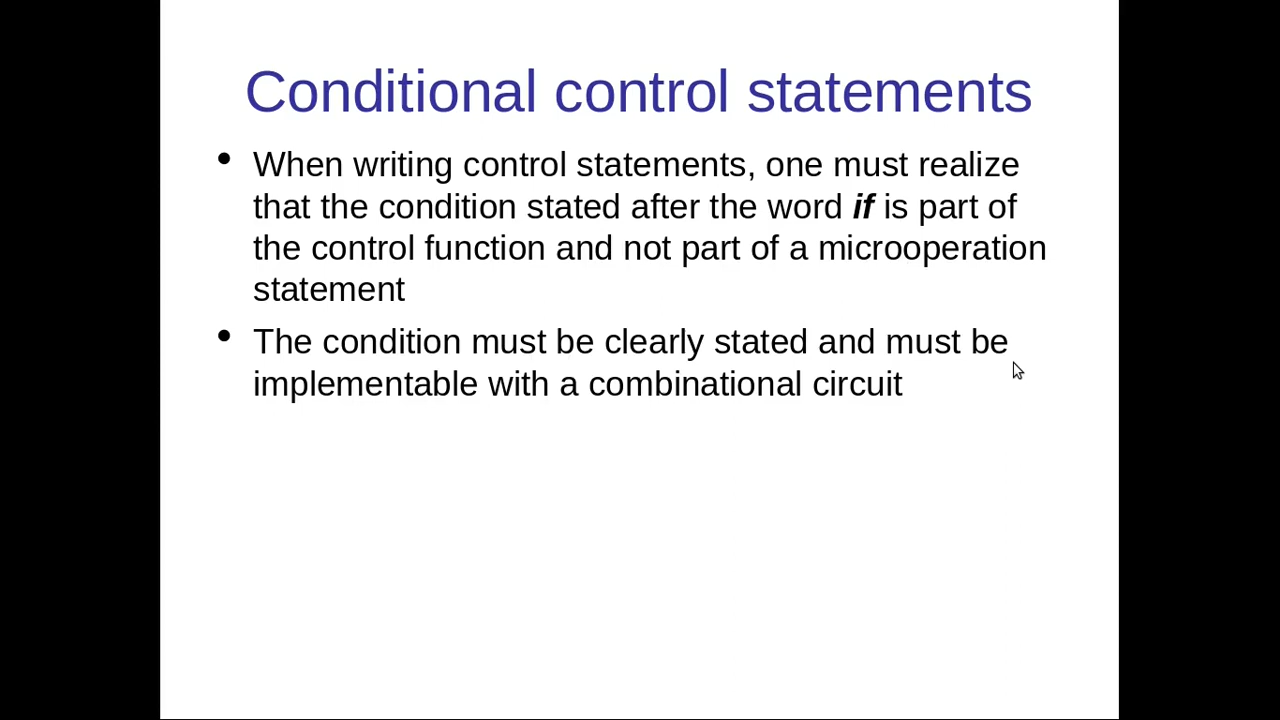 Conditional control statements
• When writing control statements, one must realize
that the condition stated after the word if is part of
the control function and not part of a microoperation
statement
• The condition must be clearly stated and must be
implementable with a combinational circuit